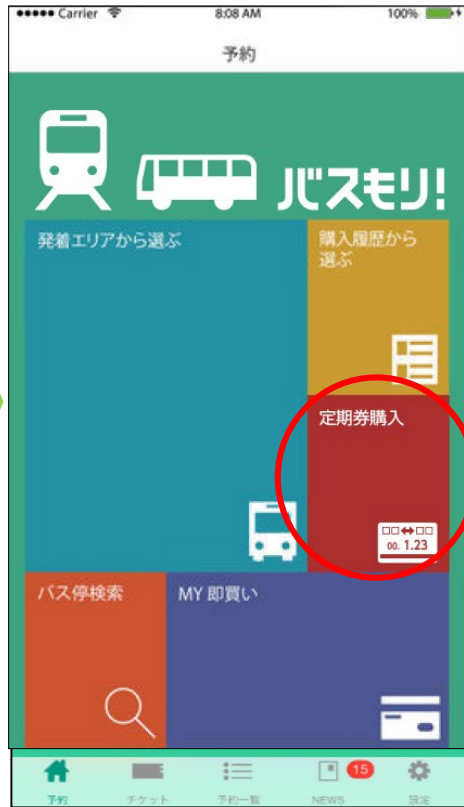 Carrier 8:08 AM 100%
予約
バスもり!
発着エリアから選ぶ
購入履歴から
選ぶ
定期券購入
□□⇔□□
00. 1.23
バス停検索
MY 即買い
15
予約 チケット 予約一覧 NEWS 設定